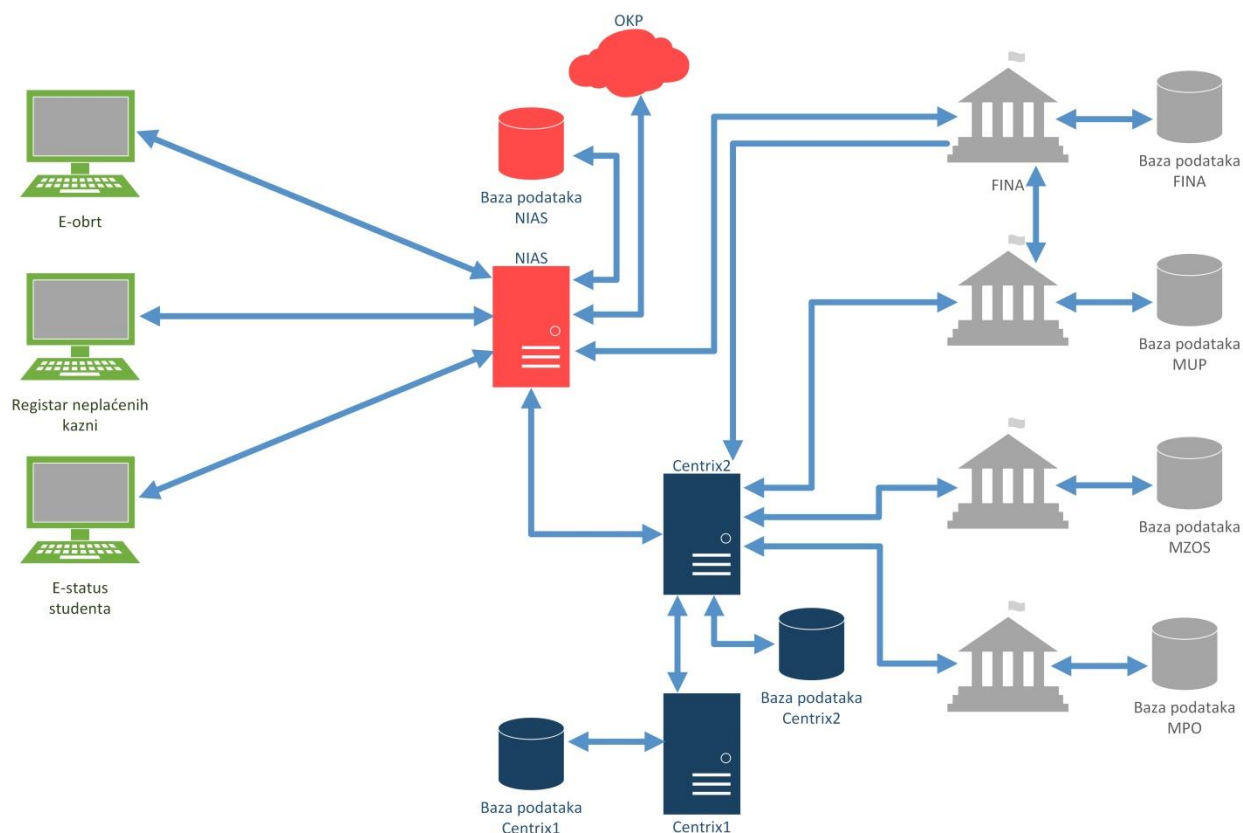 OKP
E-obrt
Baza podataka
NIAS
NIAS
FINA
Baza podataka
FINA
Registar neplaćenih
kazni
Baza podataka
MUP
E-status
studenta
Centrix2
Baza podataka
MZOS
Baza podataka
Centrix2
Baza podataka
MPO
Baza podataka
Centrix1
Centrix1